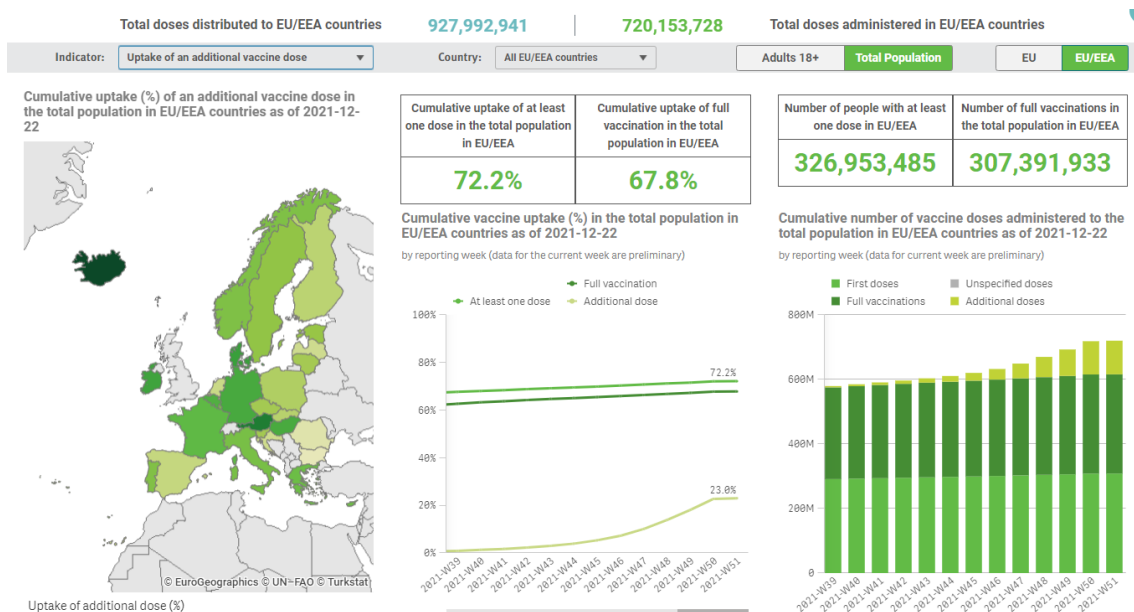 Total doses distributed to EU/EEA countries 927,992,941 720,153,728 Total doses administered in EU/EEA countries
Indicator: Uptake of an additional vaccine dose Country: All EU/EEA countries Adults 18+ Total Population EU EU/EEA
Cumulative uptake (%) of an additional vaccine dose in
the total population in EU/EEA countries as of 2021-12-
22
© EuroGeographics © UN-FAO © Turkstat
Uptake of additional dose (%)
Cumulative uptake of at least
one dose in the total population
in EU/EEA
72.2%
Cumulative uptake of full
vaccination in the total
population in EU/EEA
67.8%
Cumulative vaccine uptake (%) in the total population in
EU/EEA countries as of 2021-12-22
by reporting week (data for the current week are preliminary)
Full vaccination
At least one dose Additional dose
100%
80%
72.2%
60%
40%
23.0%
20%
0%
2021-W39 2021-W40 2021-W41 2021-W42 2021-W43 2021-W44 2021-W45 2021-W46 2021-W47 2021-W48 2021-W49 2021-W50 2021-W51
Number of people with at least
one dose in EU/EEA
326,953,485
Number of full vaccinations in
the total population in EU/EEA
307,391,933
Cumulative number of vaccine doses administered to the
total population in EU/EEA countries as of 2021-12-22
by reporting week (data for current week are preliminary)
First doses Unspecified doses
Full vaccinations Additional doses
800M
600M
400M
200M
0
2021-W39 2021-W40 2021-W41 2021-W42 2021-W43 2021-W44 2021-W45 2021-W46 2021-W47 2021-W48 2021-W49 2021-W50 2021-W51